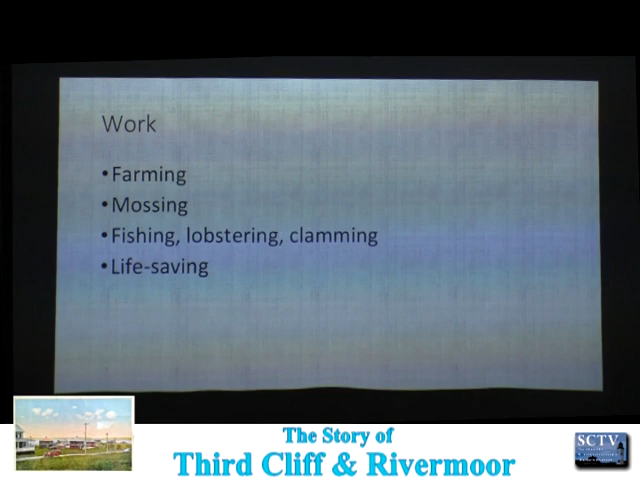 Work
•Farming
•Mossing
•Fishing, lobstering, clamming
•Life-saving
The Story of
Third Cliff & Rivermoor
SCTV